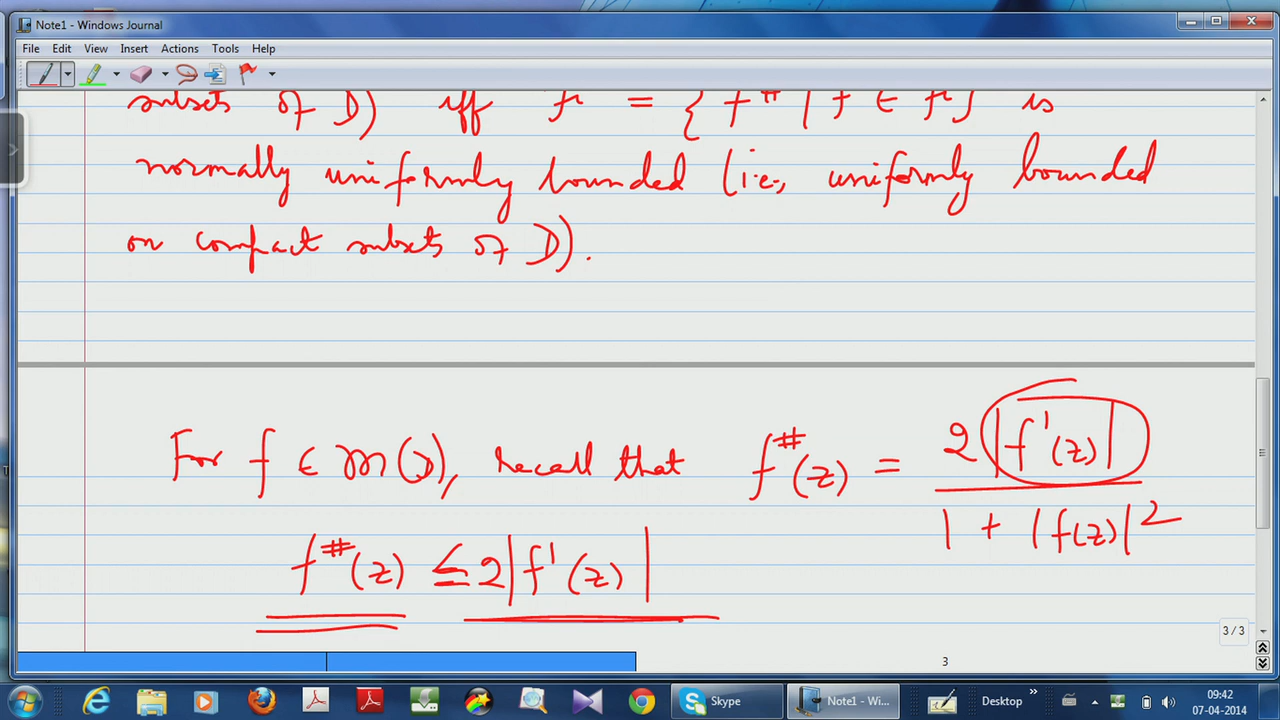 Note1 - Windows Journal
File Edit View Insert Actions Tools Help
subsets of D) iff = { f# | f ∈ } is
normally uniformly bounded (i.e., uniformly bounded
on compact subsets of D).
For f ∈ M(D), recall that f#(z) = 2|f'(z)| / 1 + |f(z)|²
f#(z) ≤ 2|f'(z)|
3 / 3
3
Skype
Note1 - Wi...
Desktop
09:42
07-04-2014